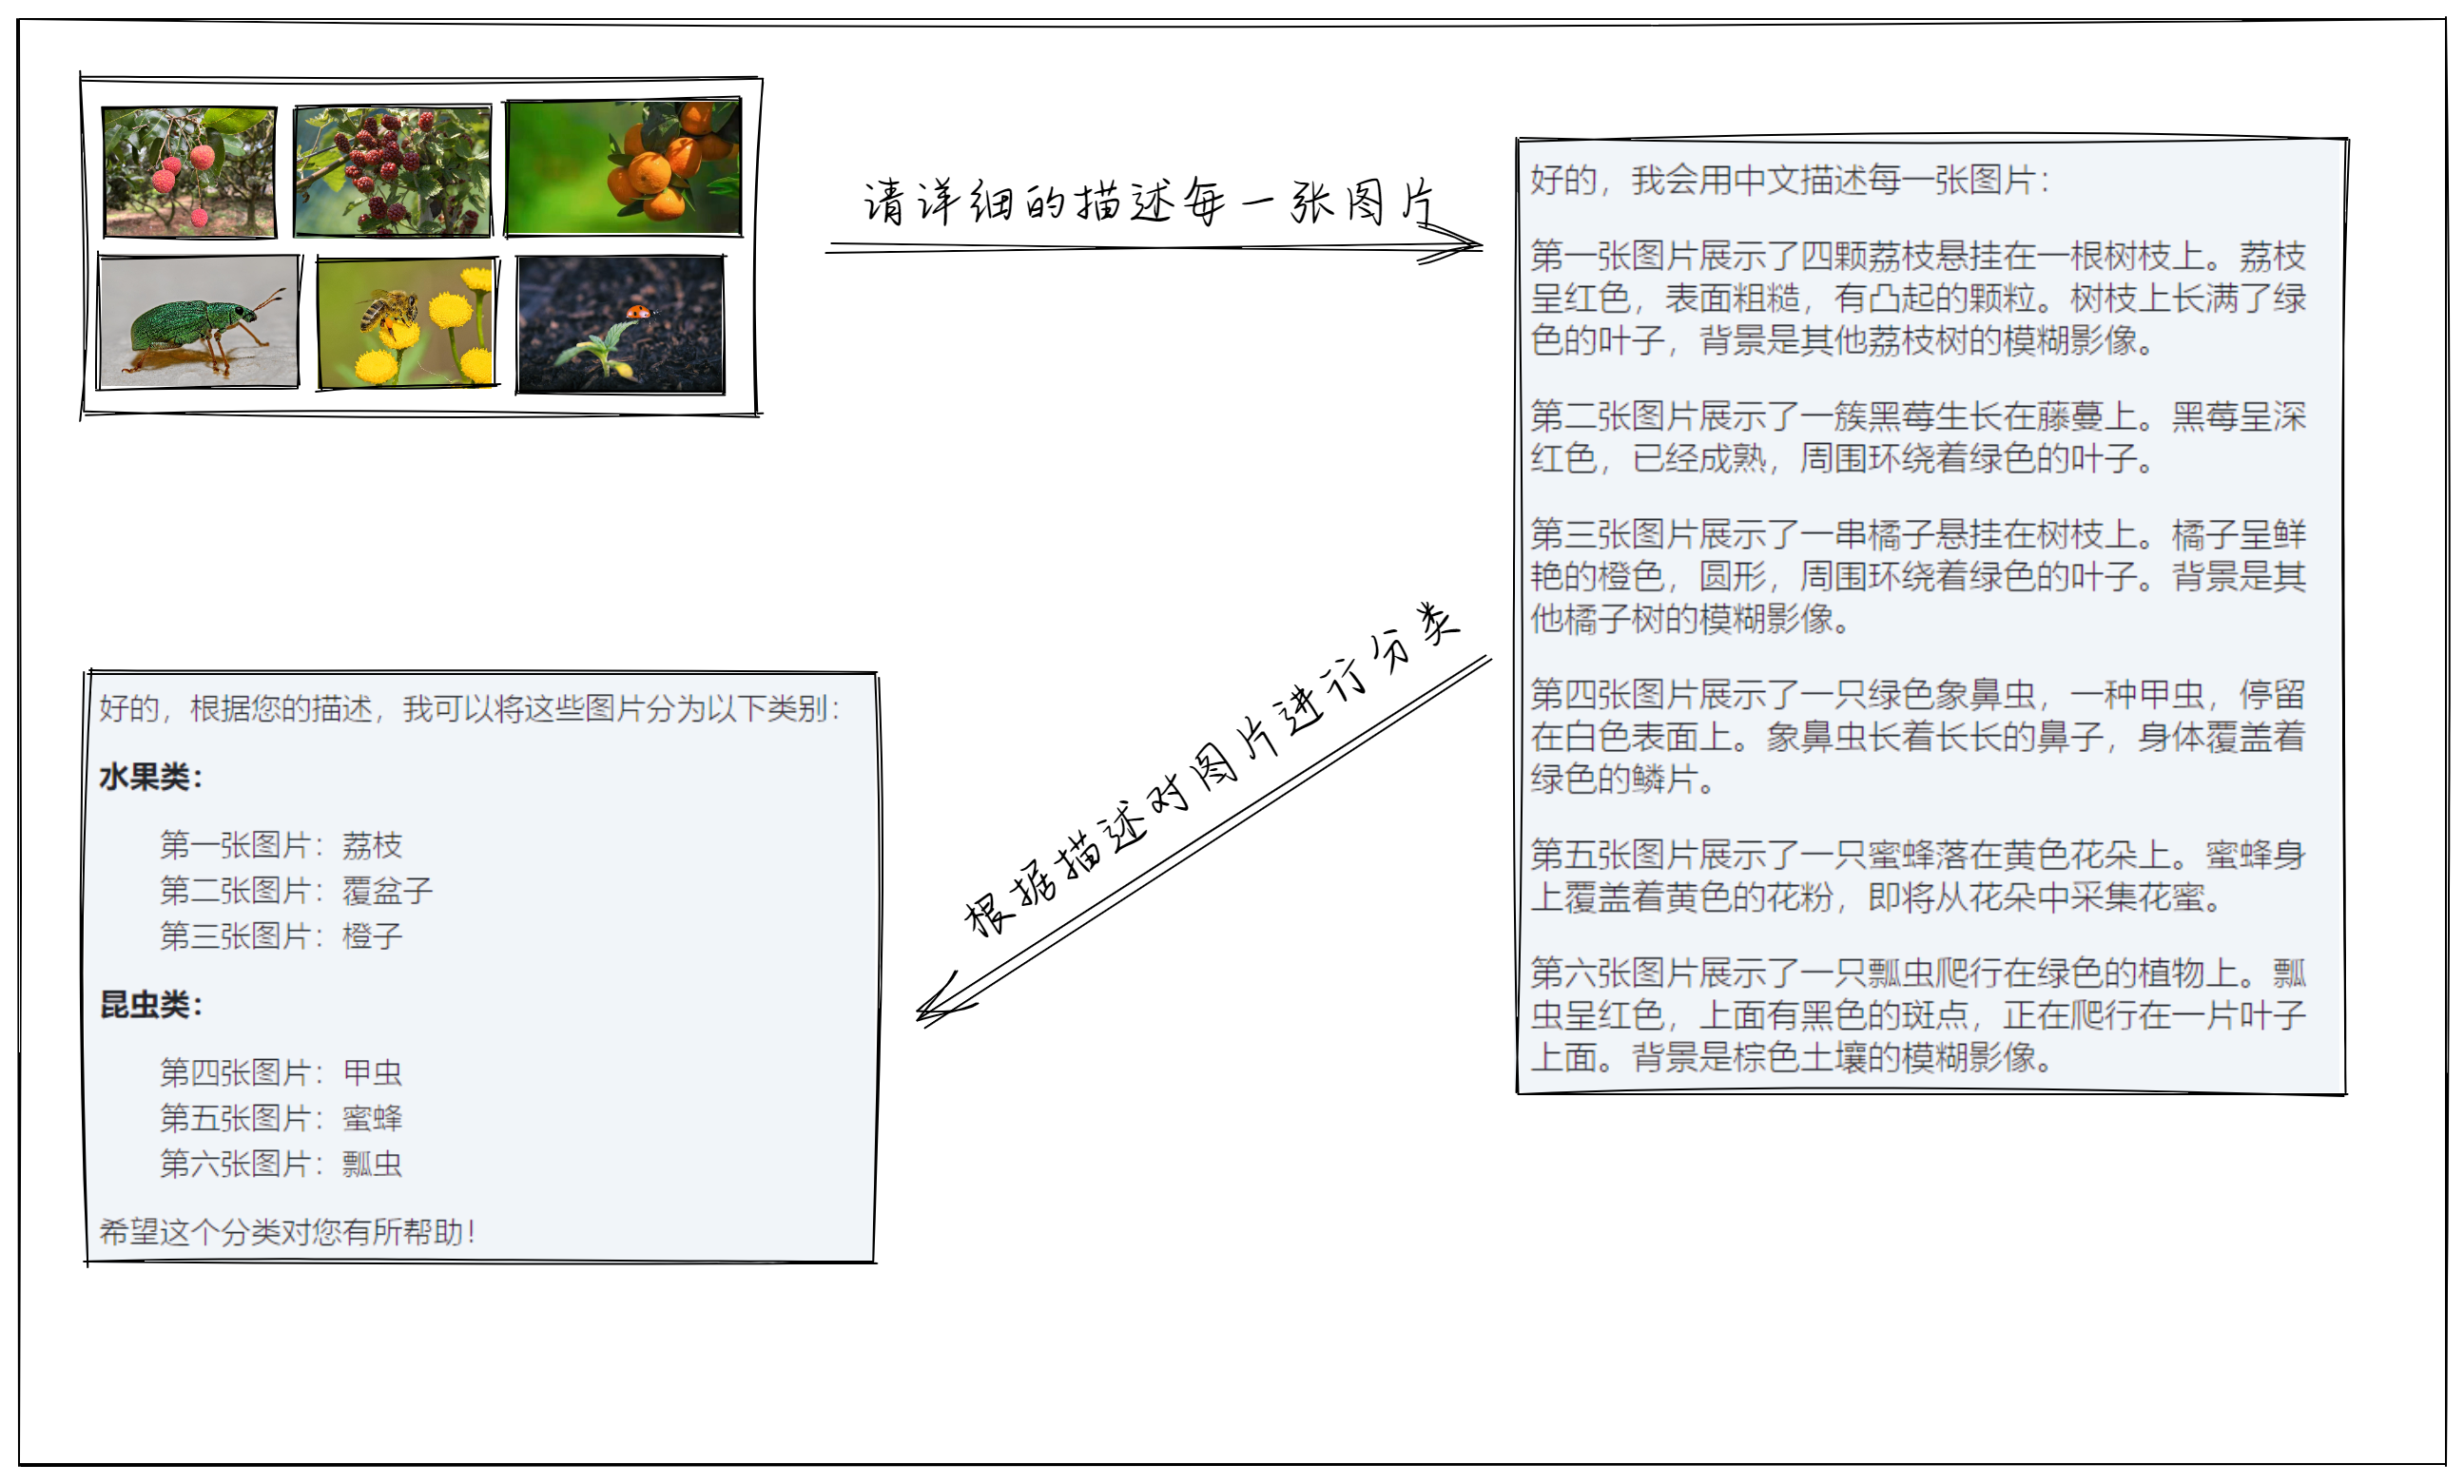 请详细的描述每一张图片
好的，我会用中文描述每一张图片：
第一张图片展示了四颗荔枝悬挂在一根树枝上。荔枝
呈红色，表面粗糙，有凸起的颗粒。树枝上长满了绿
色的叶子，背景是其他荔枝树的模糊影像。
第二张图片展示了一簇黑莓生长在藤蔓上。黑莓呈深
红色，已经成熟，周围环绕着绿色的叶子。
第三张图片展示了一串橘子悬挂在树枝上。橘子呈鲜
艳的橙色，圆形，周围环绕着绿色的叶子。背景是其
他橘子树的模糊影像。
第四张图片展示了一只绿色象鼻虫，一种甲虫，停留
在白色表面上。象鼻虫长着长长的鼻子，身体覆盖着
绿色的鳞片。
第五张图片展示了一只蜜蜂落在黄色花朵上。蜜蜂身
上覆盖着黄色的花粉，即将从花朵中采集花蜜。
第六张图片展示了一只瓢虫爬行在绿色的植物上。瓢
虫呈红色，上面有黑色的斑点，正在爬行在一片叶子
上面。背景是棕色土壤的模糊影像。
根据描述对图片进行分类
好的，根据您的描述，我可以将这些图片分为以下类别：
水果类：
第一张图片：荔枝
第二张图片：覆盆子
第三张图片：橙子
昆虫类：
第四张图片：甲虫
第五张图片：蜜蜂
第六张图片：瓢虫
希望这个分类对您有所帮助！